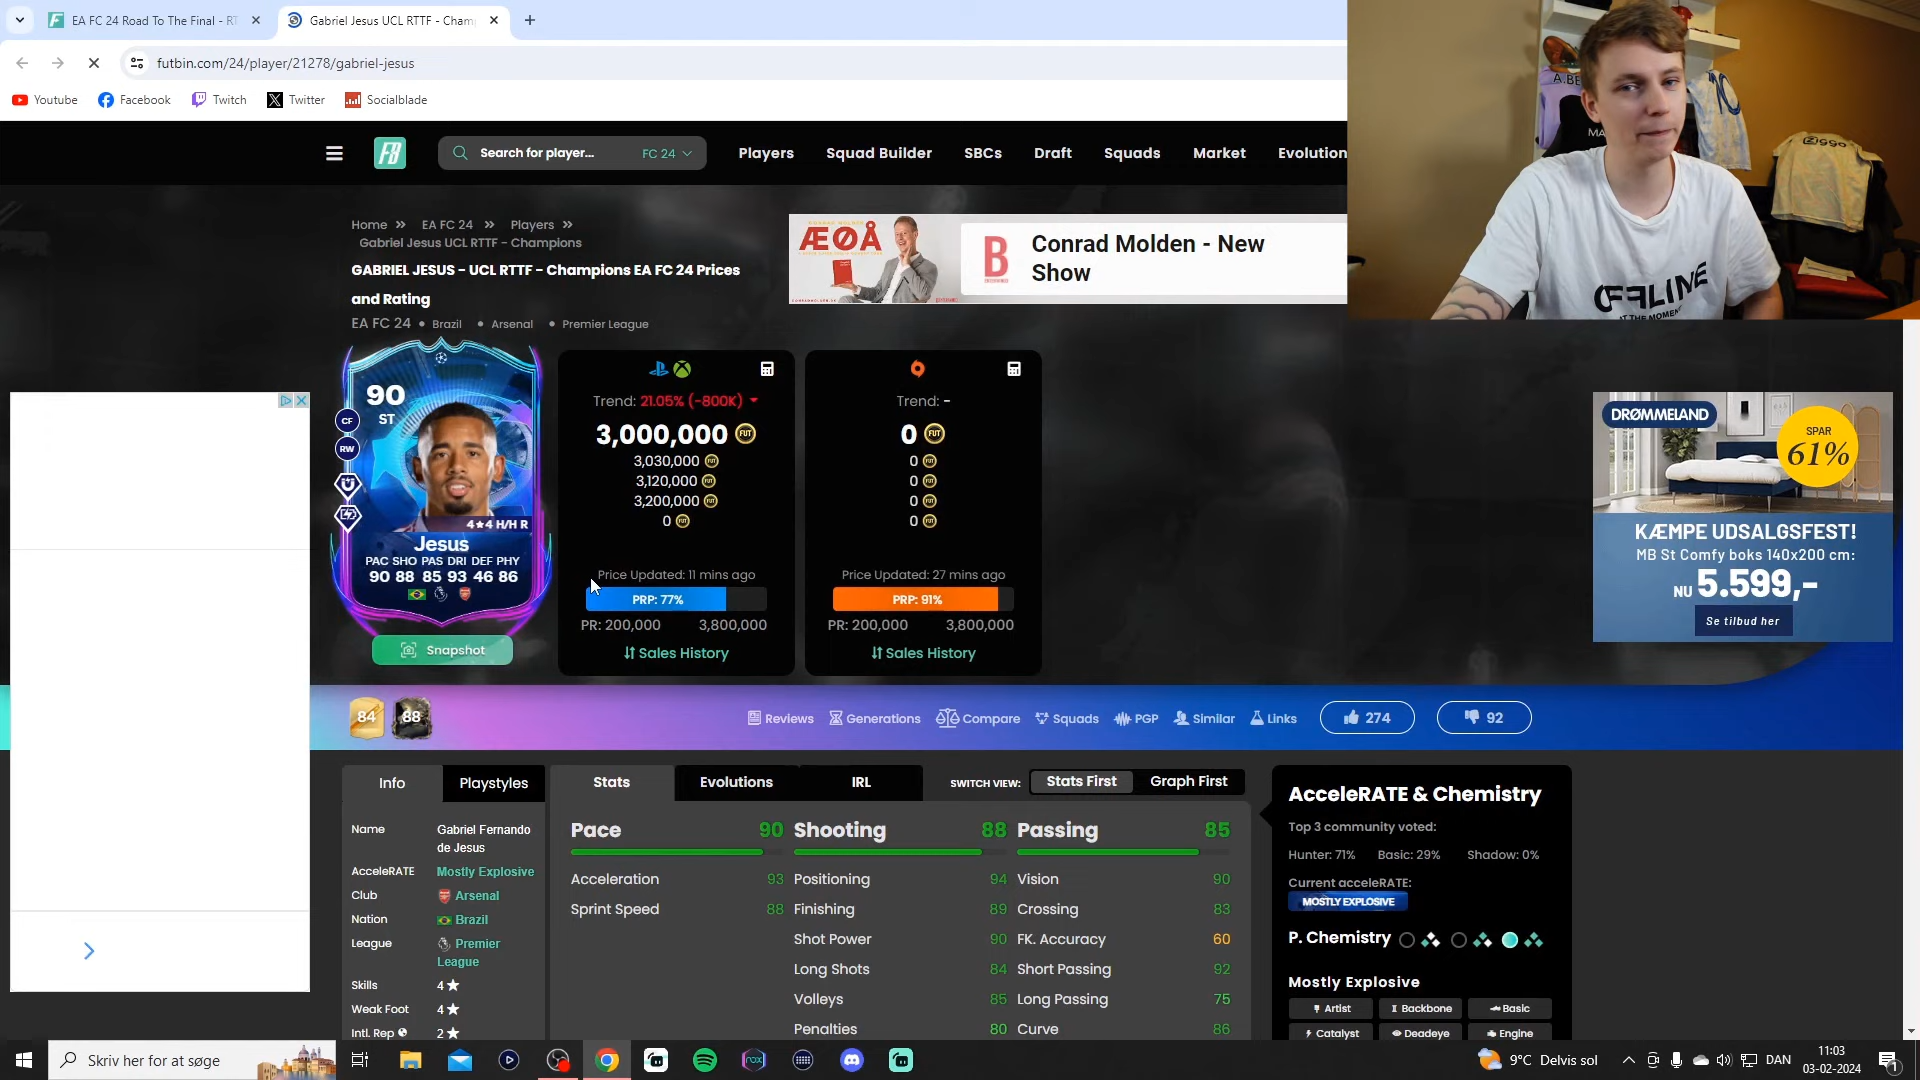 EA FC 24 Road To The Final - RT
Gabriel Jesus UCL RTTF - Cham
futbin.com/24/player/21278/gabriel-jesus
Youtube
Facebook
Twitch
Twitter
Socialblade
FB
Search for player...
FC 24
Players
Squad Builder
SBCs
Draft
Squads
Market
Evolution
Home » EA FC 24 » Players »
Gabriel Jesus UCL RTTF - Champions
GABRIEL JESUS - UCL RTTF - Champions EA FC 24 Prices
and Rating
EA FC 24 • Brazil • Arsenal • Premier League
ÆØÅ
Conrad Molden - New
Show
OFFLINE
AT THE MOMENT
90
ST
CF
RW
4★4 H/H R
Jesus
PAC SHO PAS DRI DEF PHY
90 88 85 93 46 86
Snapshot
Trend: 21.05% (-800K)
3,000,000
3,030,000
3,120,000
3,200,000
0
Price Updated: 11 mins ago
PRP: 77%
PR: 200,000 3,800,000
Sales History
Trend: -
0
0
0
0
0
Price Updated: 27 mins ago
PRP: 91%
PR: 200,000 3,800,000
Sales History
DRØMMELAND
SPAR
61%
KÆMPE UDSALGSFEST!
MB St Comfy boks 140x200 cm:
NU 5.599,-
Se tilbud her
84
88
Reviews
Generations
Compare
Squads
PGP
Similar
Links
274
92
Info
Playstyles
Stats
Evolutions
IRL
SWITCH VIEW:
Stats First
Graph First
Name Gabriel Fernando
de Jesus
AcceleRATE Mostly Explosive
Club Arsenal
Nation Brazil
League Premier
League
Skills 4★
Weak Foot 4★
Intl. Rep 2★
Pace 90
Acceleration 93
Sprint Speed 88
Shooting 88
Positioning 94
Finishing 89
Shot Power 90
Long Shots 84
Volleys 85
Penalties 80
Passing 85
Vision 90
Crossing 83
FK. Accuracy 60
Short Passing 92
Long Passing 75
Curve 86
AcceleRATE & Chemistry
Top 3 community voted:
Hunter: 71% Basic: 29% Shadow: 0%
Current acceleRATE:
MOSTLY EXPLOSIVE
P. Chemistry
Mostly Explosive
Artist
Backbone
Basic
Catalyst
Deadeye
Engine
Skriv her for at søge
9°C Delvis sol
DAN
11:03
03-02-2024
1